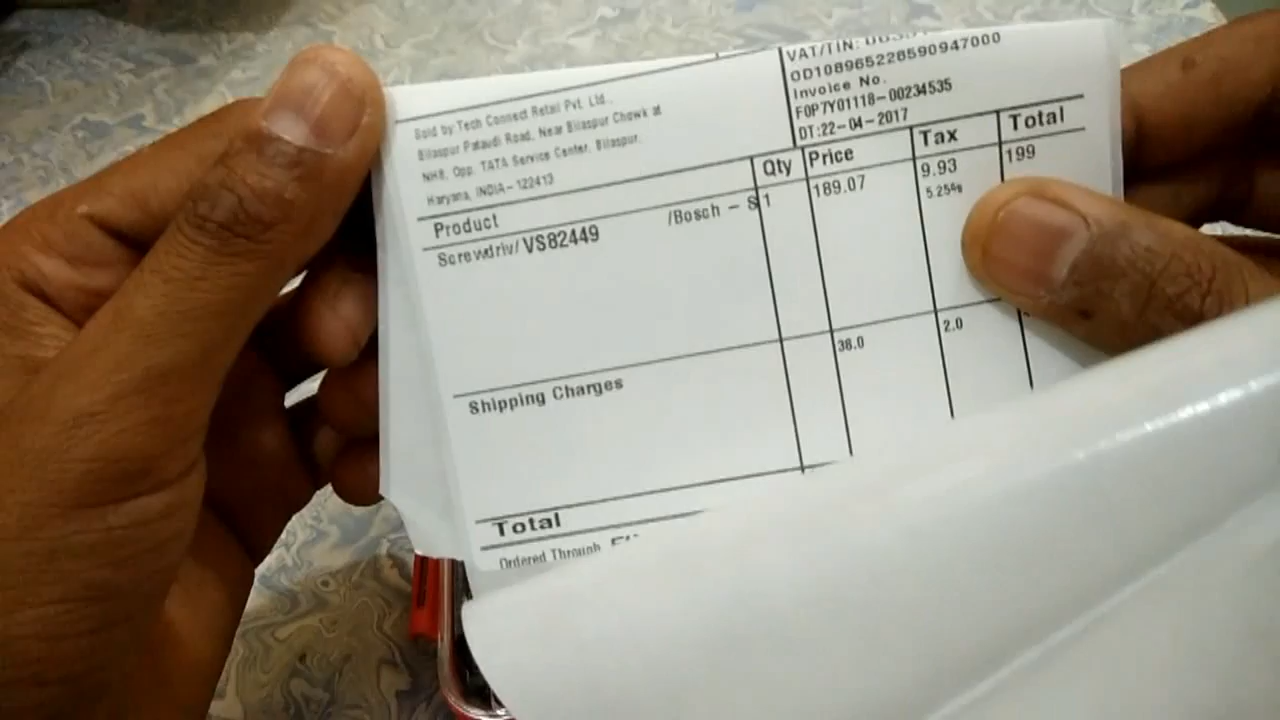 VAT/TIN:
OD108965228590947000
Invoice No.
F0P7Y01118-00234535
DT:22-04-2017
Sold by Tech Connect Retail Pvt. Ltd.,
Bilaspur Pataudi Road, Near Bilaspur Chowk at
NH8, Opp. TATA Service Center, Bilaspur,
Haryana, INDIA-122413
Product Qty Price Tax Total
Screwdriv/VS82449 /Bosch - S 1 189.07 9.93 199
5.25%
Shipping Charges 38.0 2.0
Total
Ordered Through